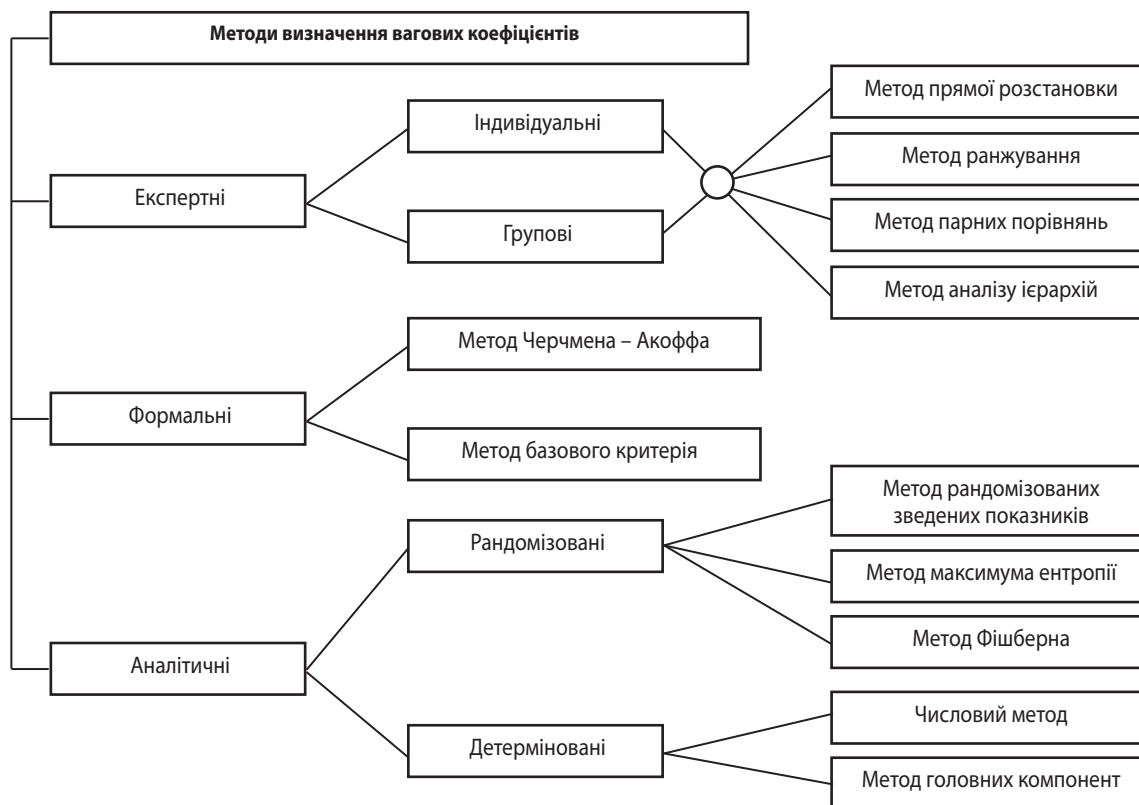 Методи визначення вагових коефіцієнтів
Експертні
Індивідуальні
Групові
Метод прямої розстановки
Метод ранжування
Метод парних порівнянь
Метод аналізу ієрархій
Формальні
Метод Черчмена – Акоффа
Метод базового критерія
Аналітичні
Рандомізовані
Метод рандомізованих
зведених показників
Метод максимума ентропії
Метод Фішберна
Детерміновані
Числовий метод
Метод головних компонент